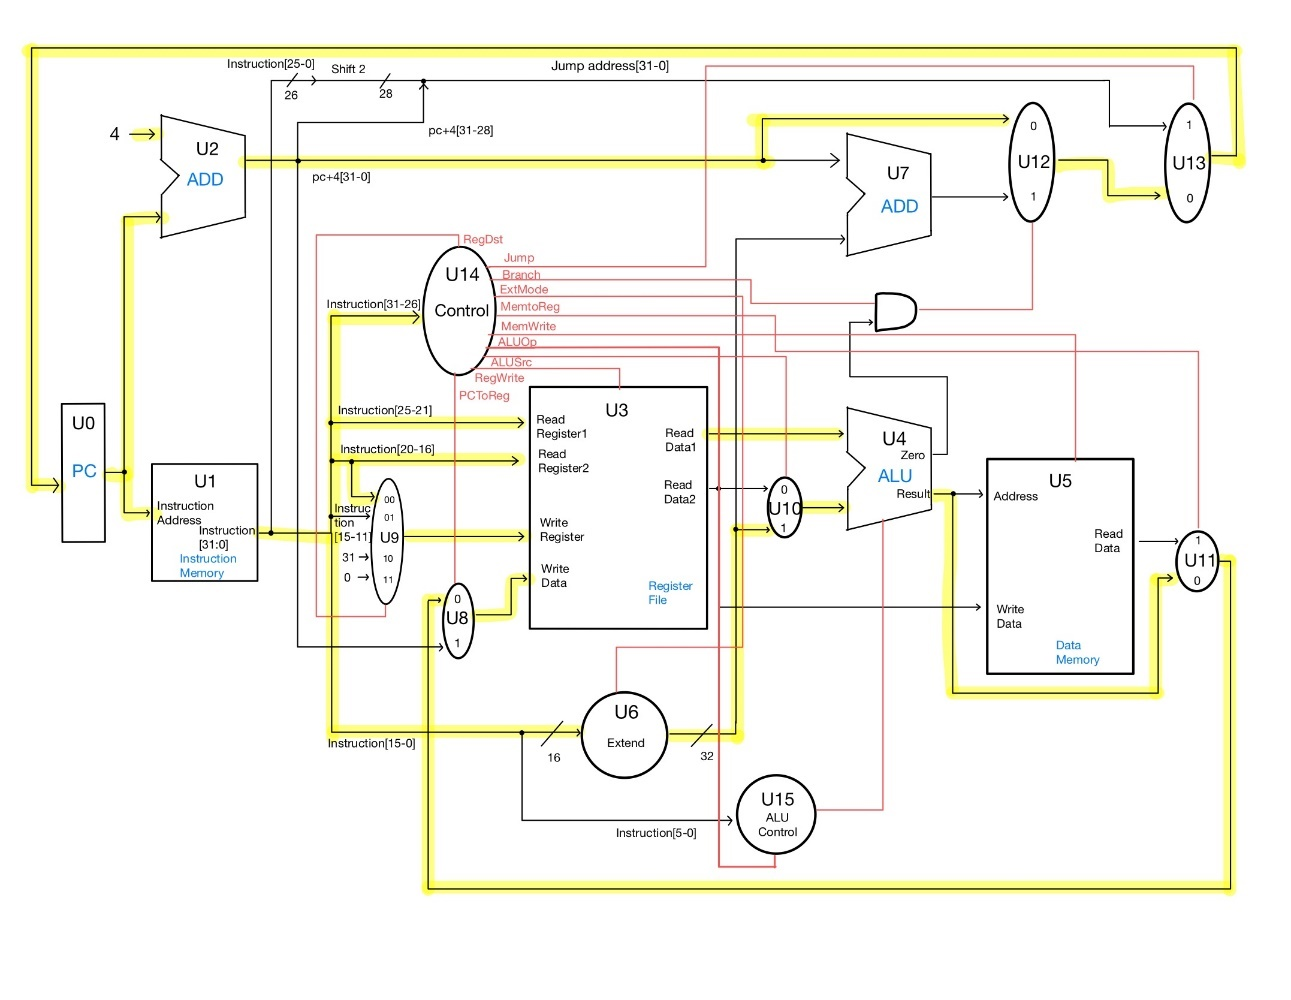 Instruction[25-0]
Shift 2
Jump address[31-0]
26
28
4
U2
ADD
pc+4[31-28]
pc+4[31-0]
U7
ADD
0
U12
1
1
U13
0
RegDst
U14
Control
Jump
Branch
ExtMode
MemtoReg
MemWrite
ALUOp
ALUSrc
RegWrite
PCToReg
Instruction[31-26]
Instruction[25-21]
Instruction[20-16]
U0
PC
U1
Instruction
Address
Instruction
[31:0]
Instruction
Memory
Instruc
tion
[15-11]
31
0
00
01
U9
10
11
0
U8
1
U3
Read
Register1
Read
Register2
Write
Register
Write
Data
Read
Data1
Read
Data2
Register
File
0
U10
1
U4
Zero
ALU
Result
U5
Address
Read
Data
Write
Data
Data
Memory
1
U11
0
U6
Extend
Instruction[15-0]
16
32
U15
ALU
Control
Instruction[5-0]